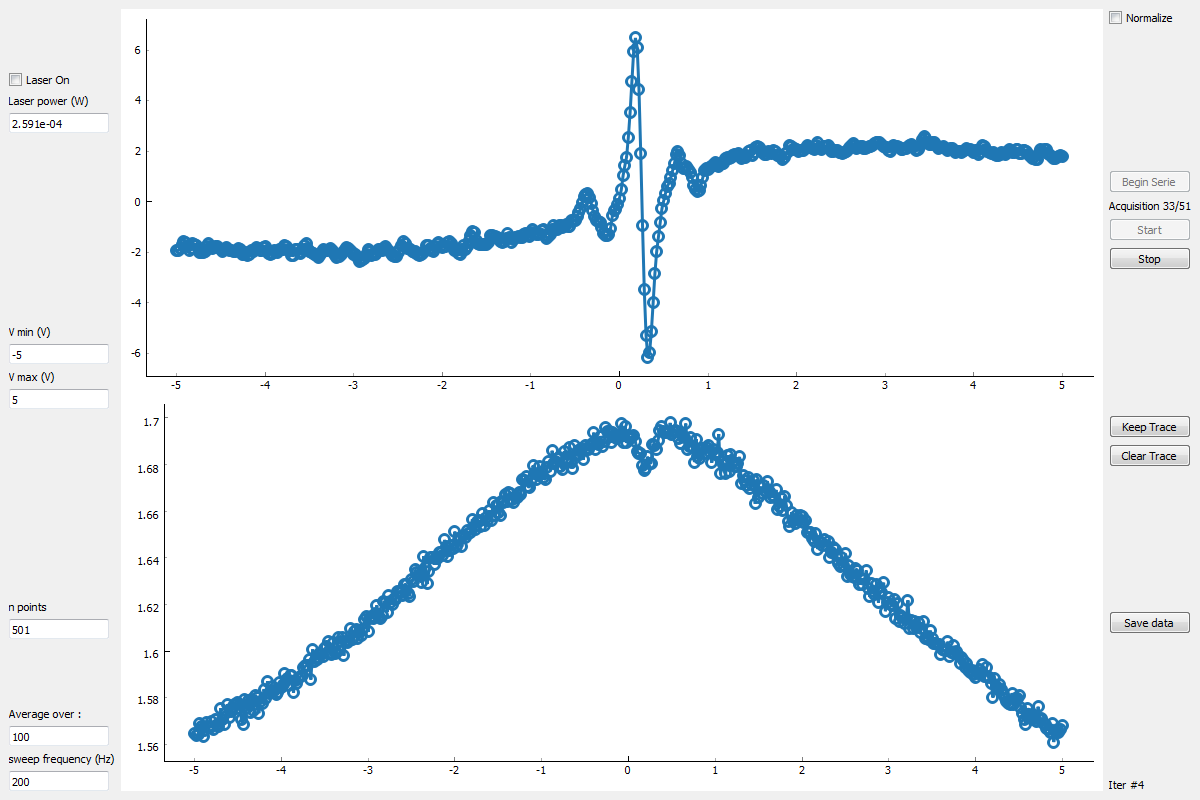 Laser On
Laser power (W)
2.591e-04
V min (V)
-5
V max (V)
5
n points
501
Average over :
100
sweep frequency (Hz)
200
6
4
2
0
-2
-4
-6
-5 -4 -3 -2 -1 0 1 2 3 4 5
1.7
1.68
1.66
1.64
1.62
1.6
1.58
1.56
-5 -4 -3 -2 -1 0 1 2 3 4 5
Normalize
Begin Serie
Acquisition 33/51
Start
Stop
Keep Trace
Clear Trace
Save data
Iter #4